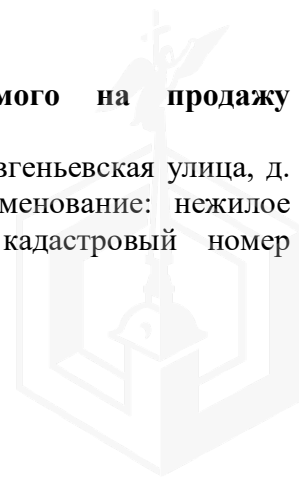 мого на продажу
вгеньевская улица, д.
менование: нежилое
кадастровый номер